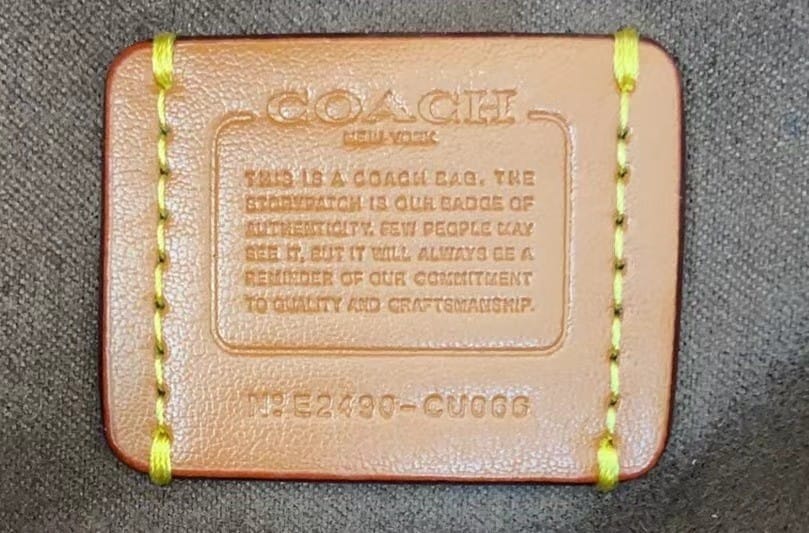 COACH
NEW YORK
THIS IS A COACH BAG. THE
STORYPATCH IS OUR BADGE OF
AUTHENTICITY. FEW PEOPLE MAY
SEE IT, BUT IT WILL ALWAYS BE A
REMINDER OF OUR COMMITMENT
TO QUALITY AND CRAFTSMANSHIP.
Nº E2490-CU066